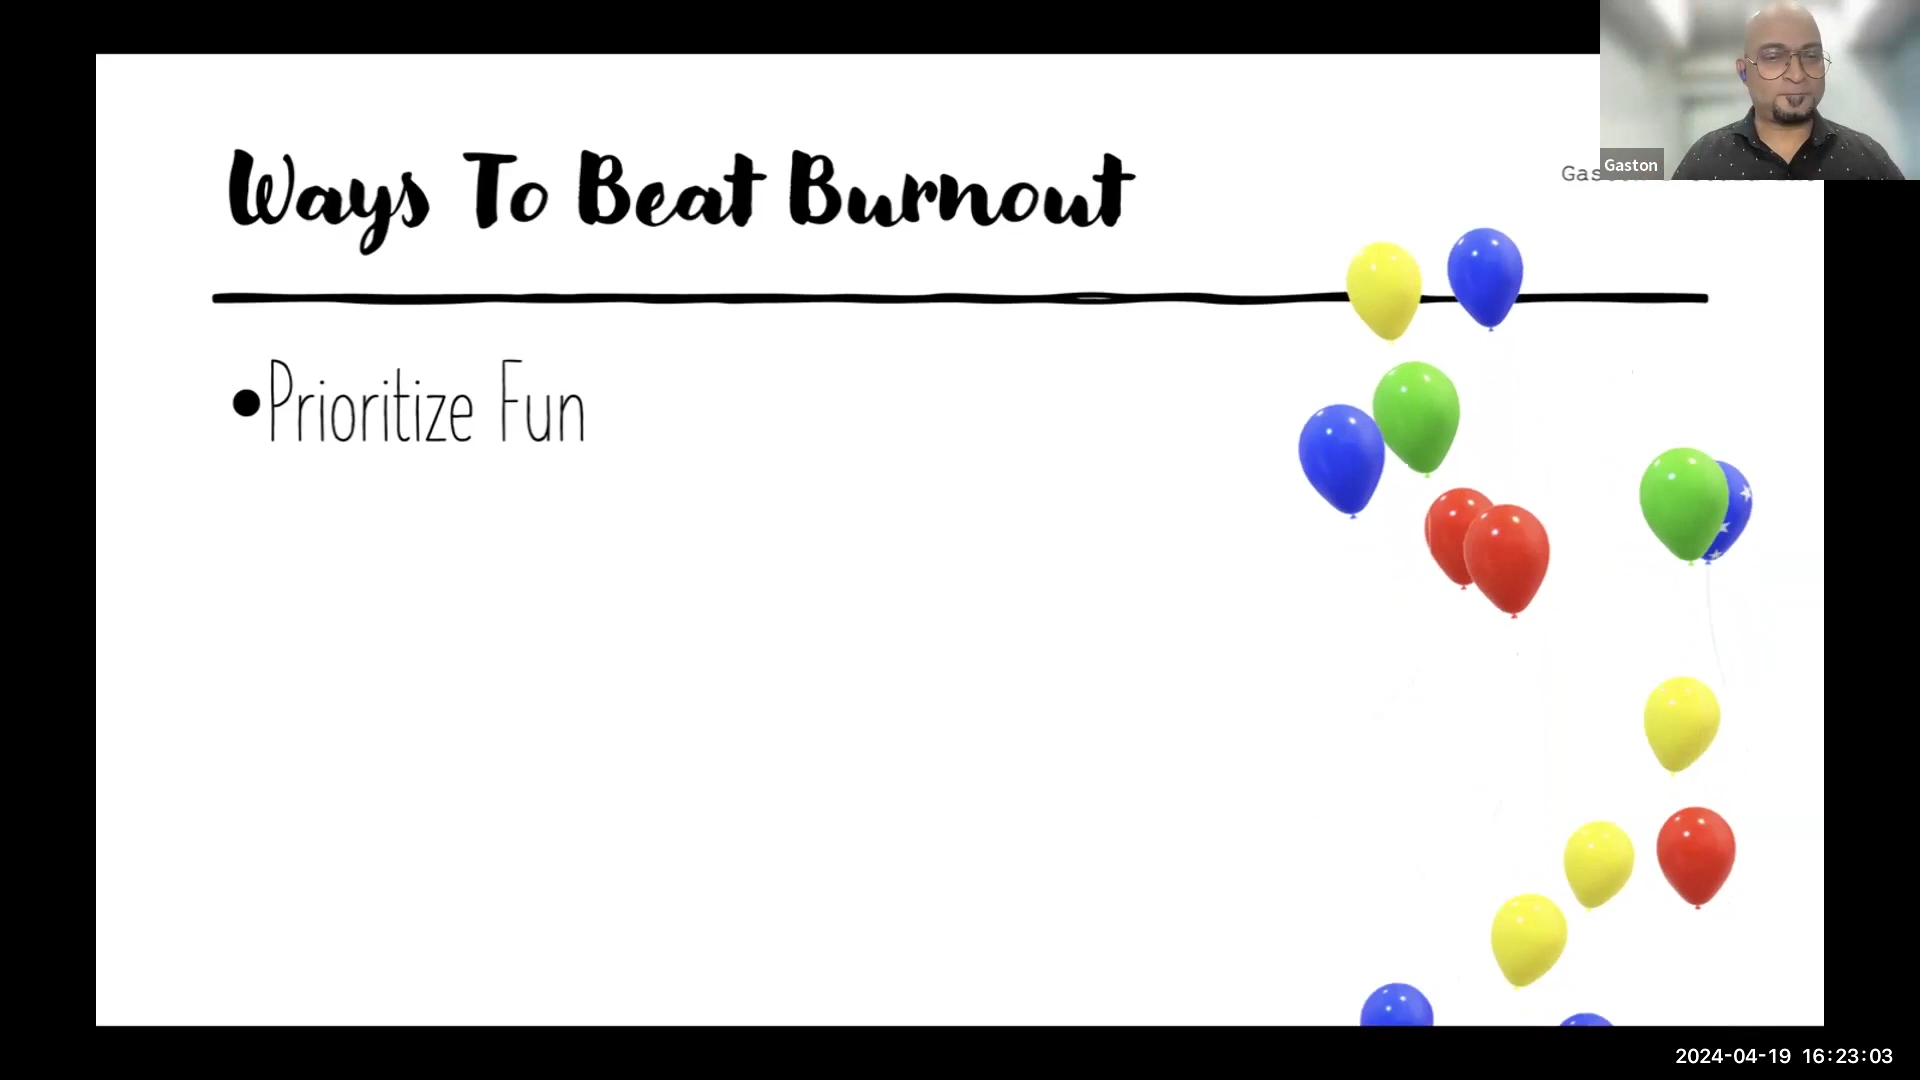 Ways To Beat Burnout
Gaston
•Prioritize Fun
2024-04-19 16:23:03